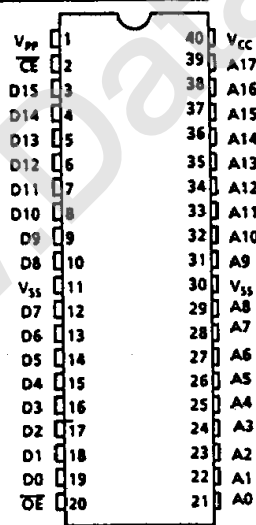 VPP 1 40 VCC
CE 2 39 A17
D15 3 38 A16
D14 4 37 A15
D13 5 36 A14
D12 6 35 A13
D11 7 34 A12
D10 8 33 A11
D9 9 32 A10
D8 10 31 A9
VSS 11 30 VSS
D7 12 29 A8
D6 13 28 A7
D5 14 27 A6
D4 15 26 A5
D3 16 25 A4
D2 17 24 A3
D1 18 23 A2
D0 19 22 A1
OE 20 21 A0